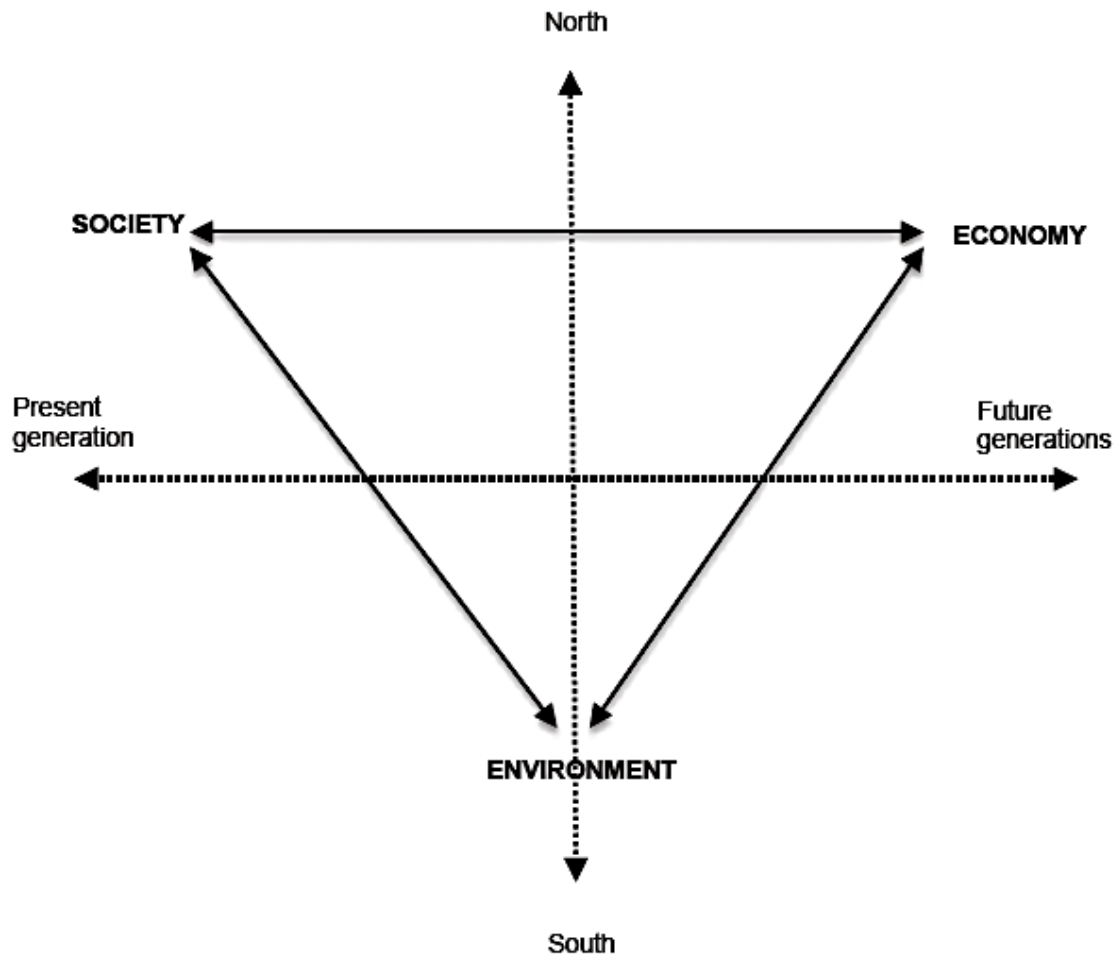 North
SOCIETY
ECONOMY
Present
generation
Future
generations
ENVIRONMENT
South